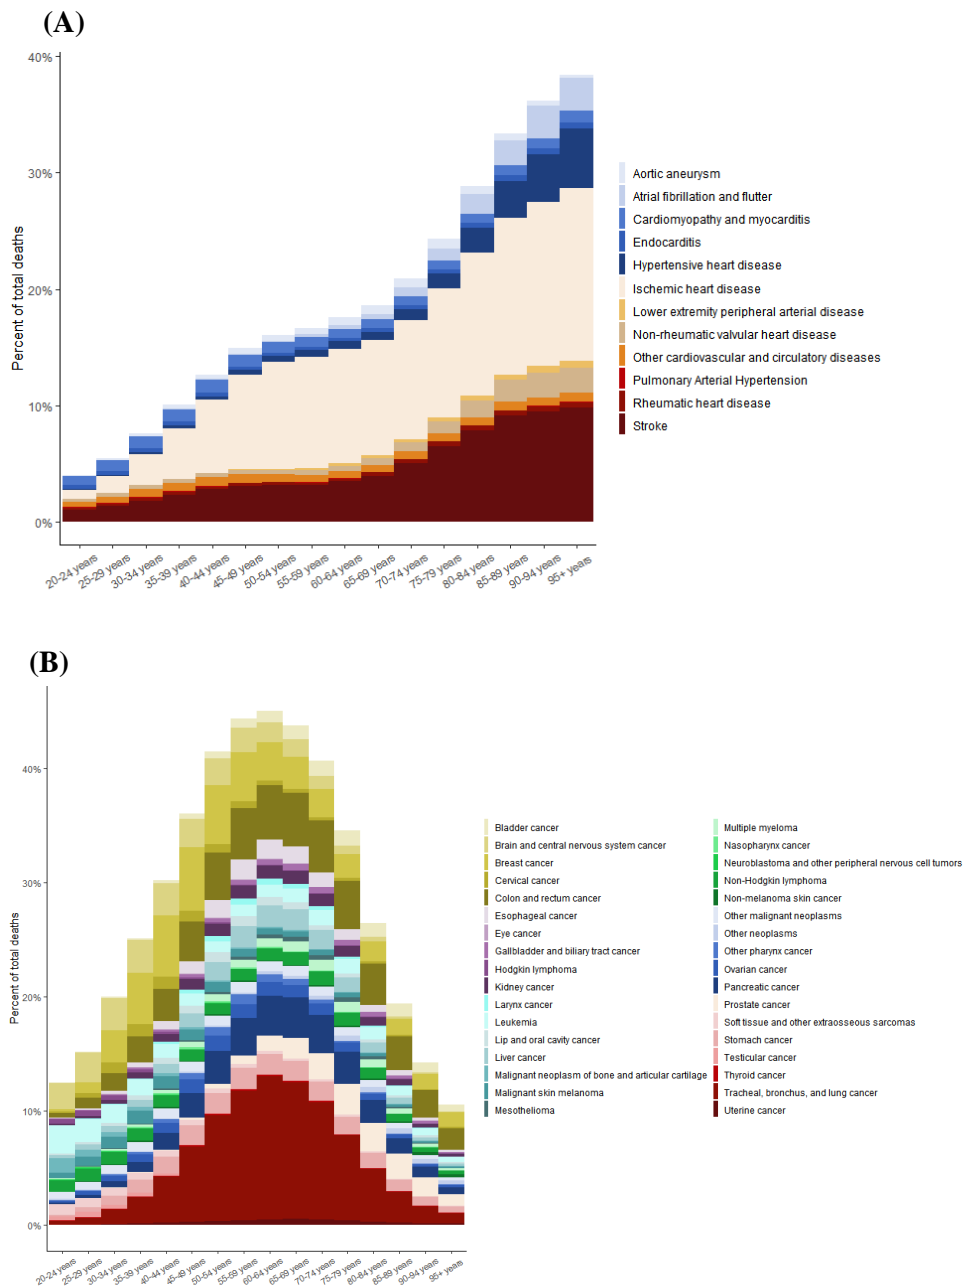 (A)
Percent of total deaths
40%
30%
20%
10%
0%
20-24 years
25-29 years
30-34 years
35-39 years
40-44 years
45-49 years
50-54 years
55-59 years
60-64 years
65-69 years
70-74 years
75-79 years
80-84 years
85-89 years
90-94 years
95+ years
Aortic aneurysm
Atrial fibrillation and flutter
Cardiomyopathy and myocarditis
Endocarditis
Hypertensive heart disease
Ischemic heart disease
Lower extremity peripheral arterial disease
Non-rheumatic valvular heart disease
Other cardiovascular and circulatory diseases
Pulmonary Arterial Hypertension
Rheumatic heart disease
Stroke
(B)
Percent of total deaths
40%
30%
20%
10%
0%
20-24 years
25-29 years
30-34 years
35-39 years
40-44 years
45-49 years
50-54 years
55-59 years
60-64 years
65-69 years
70-74 years
75-79 years
80-84 years
85-89 years
90-94 years
95+ years
Bladder cancer
Brain and central nervous system cancer
Breast cancer
Cervical cancer
Colon and rectum cancer
Esophageal cancer
Eye cancer
Gallbladder and biliary tract cancer
Hodgkin lymphoma
Kidney cancer
Larynx cancer
Leukemia
Lip and oral cavity cancer
Liver cancer
Malignant neoplasm of bone and articular cartilage
Malignant skin melanoma
Mesothelioma
Multiple myeloma
Nasopharynx cancer
Neuroblastoma and other peripheral nervous cell tumors
Non-Hodgkin lymphoma
Non-melanoma skin cancer
Other malignant neoplasms
Other neoplasms
Other pharynx cancer
Ovarian cancer
Pancreatic cancer
Prostate cancer
Soft tissue and other extraosseous sarcomas
Stomach cancer
Testicular cancer
Thyroid cancer
Tracheal, bronchus, and lung cancer
Uterine cancer